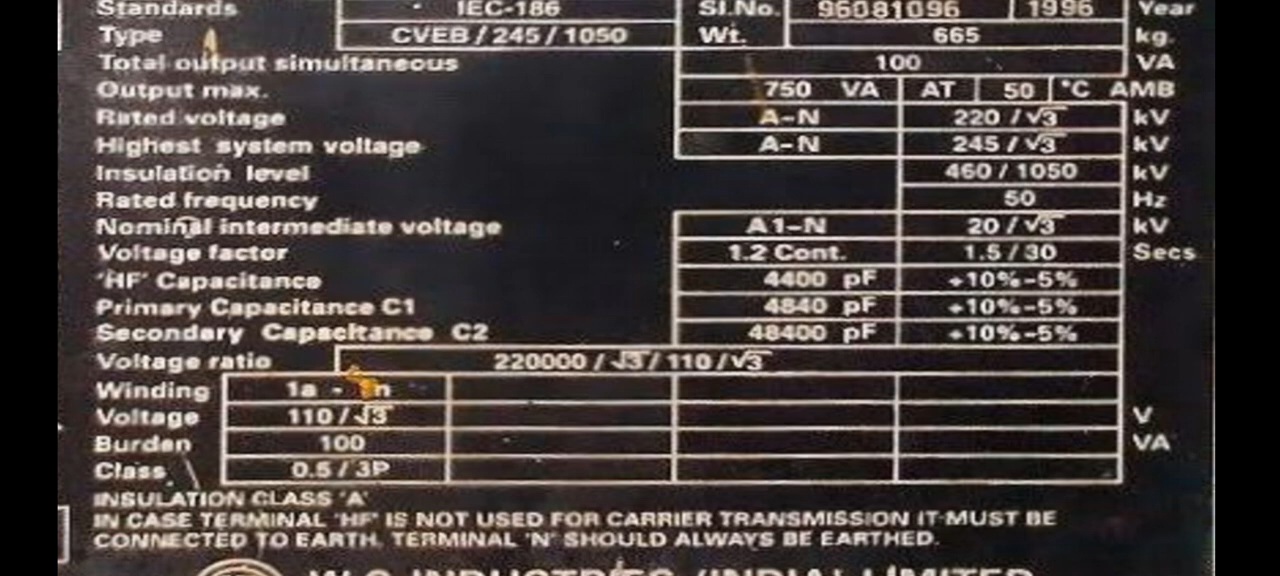 Standards IEC-186 Sl.No. 96081096 1996 Year
Type CVEB / 245 / 1050 Wt. 665 kg.
Total output simultaneous 100 VA
Output max. 750 VA AT 50 °C AMB
Rated voltage A-N 220 / √3 kV
Highest system voltage A-N 245 / √3 kV
Insulation level 460 / 1050 kV
Rated frequency 50 Hz
Nominal intermediate voltage A1-N 20 / √3 kV
Voltage factor 1.2 Cont. 1.5 / 30 Secs
'HF' Capacitance 4400 pF +10%-5%
Primary Capacitance C1 4840 pF +10%-5%
Secondary Capacitance C2 48400 pF +10%-5%
Voltage ratio 220000 / √3 / 110 / √3
Winding 1a - 1n
Voltage 110 / √3 V
Burden 100 VA
Class 0.5 / 3P
INSULATION CLASS 'A'
IN CASE TERMINAL 'HF' IS NOT USED FOR CARRIER TRANSMISSION IT MUST BE
CONNECTED TO EARTH. TERMINAL 'N' SHOULD ALWAYS BE EARTHED.
INDUSTRIES (INDIA) LIMITED